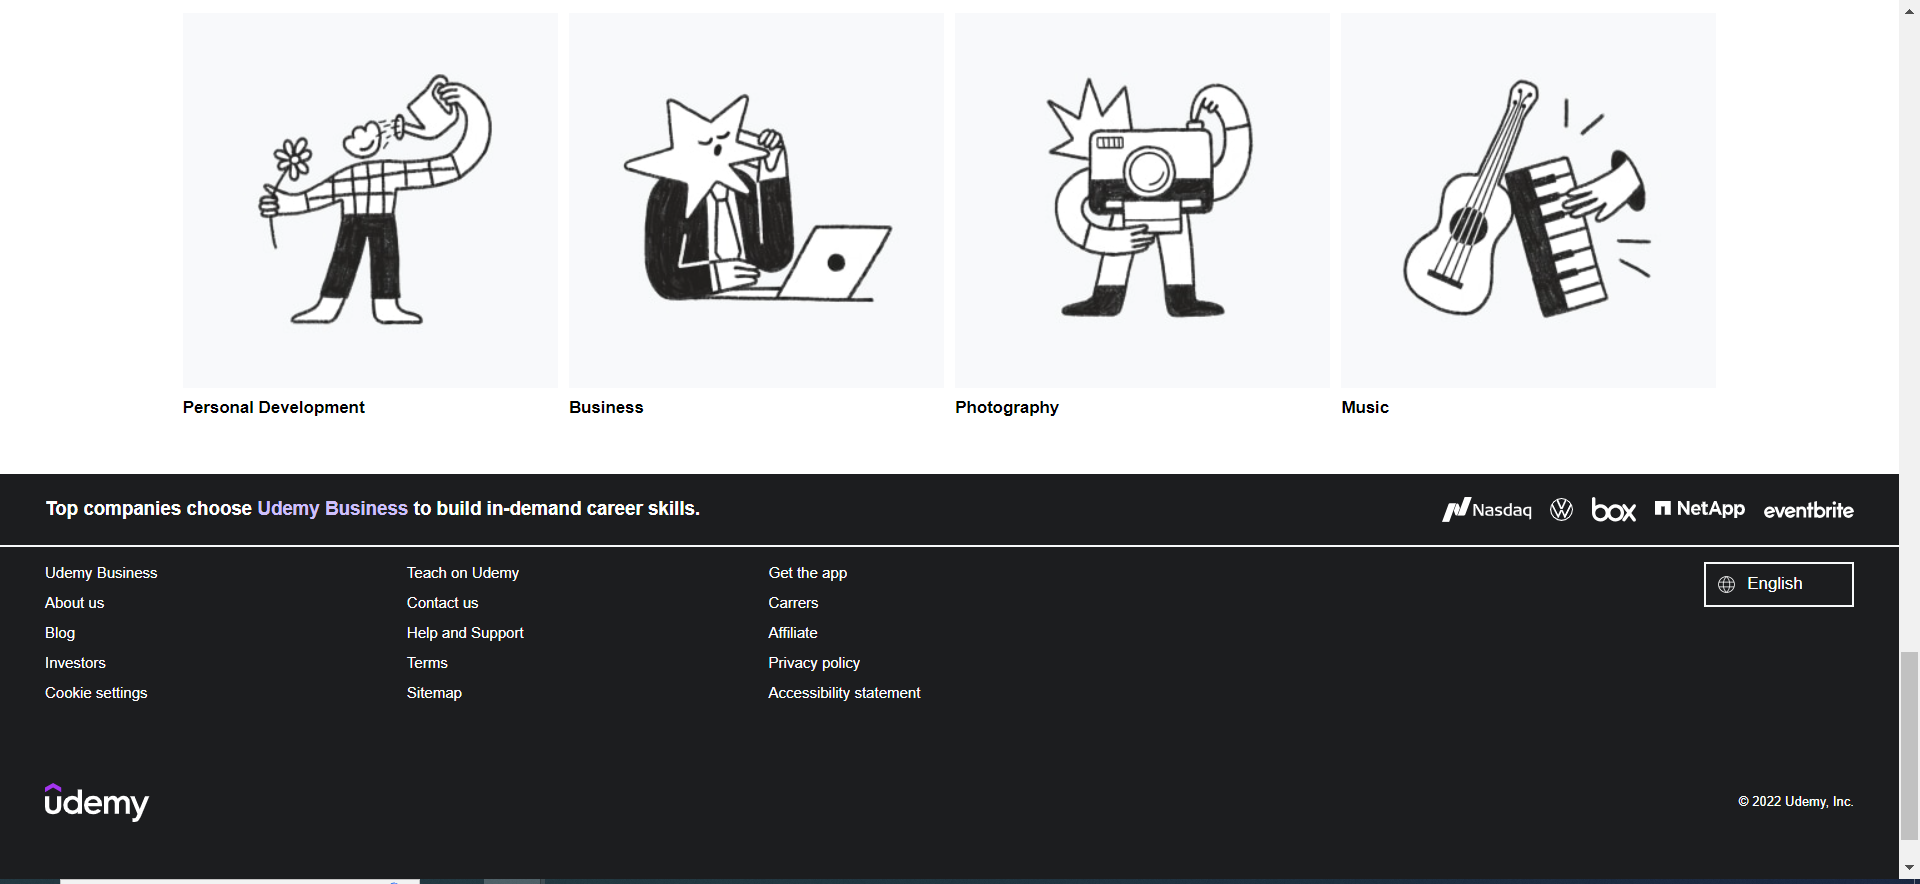 Personal Development
Business
Photography
Music
Top companies choose Udemy Business to build in-demand career skills.
Nasdaq
box
NetApp
eventbrite
Udemy Business
About us
Blog
Investors
Cookie settings
Teach on Udemy
Contact us
Help and Support
Terms
Sitemap
Get the app
Carrers
Affiliate
Privacy policy
Accessibility statement
English
udemy
© 2022 Udemy, Inc.